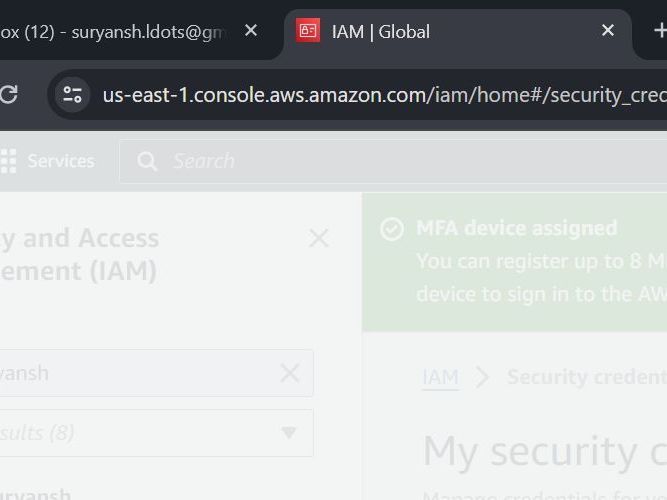 ox (12) - suryansh.ldots@gm
IAM | Global
us-east-1.console.aws.amazon.com/iam/home#/security_cred
Services
Search
y and Access
ement (IAM)
MFA device assigned
You can register up to 8 M
device to sign in to the AW
yansh
sults (8)
IAM
Security credent
My security c
uryansh
Manage credentials for yo